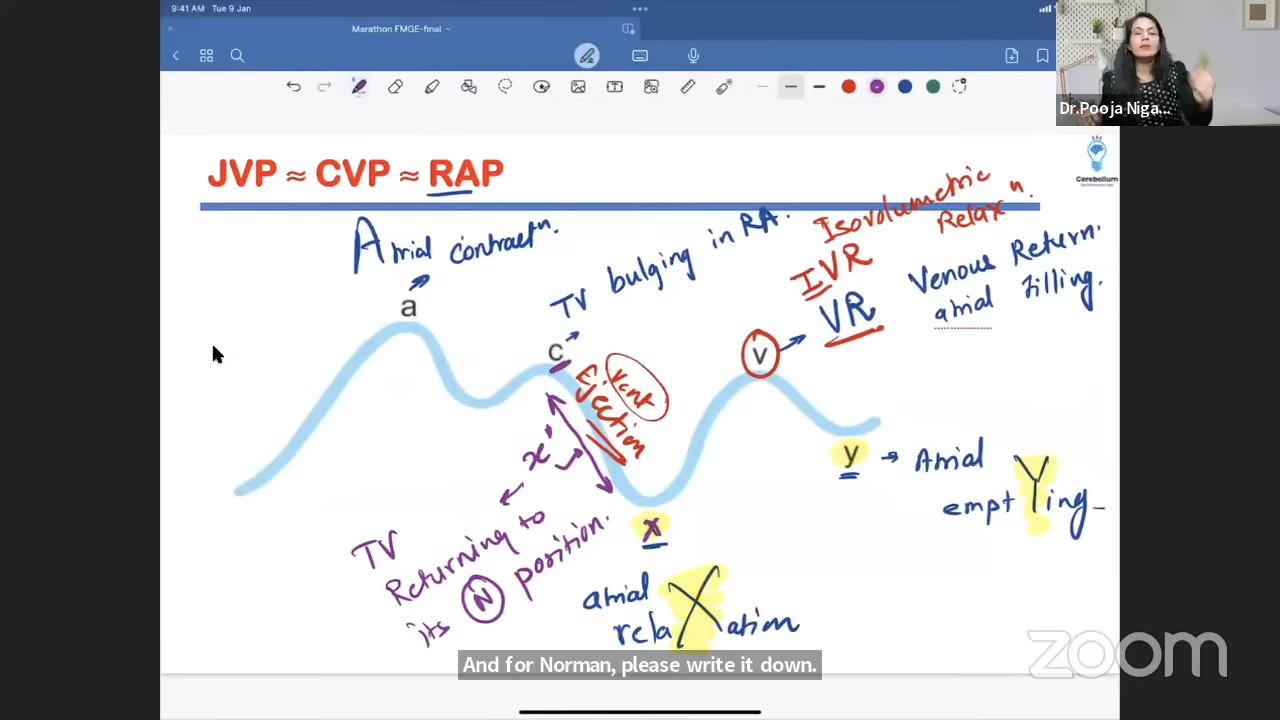 9:41 AM Tue 9 Jan
Marathon FMGE-final
Dr.Pooja Niga...
Cerebellum
JVP ≈ CVP ≈ RAP
Atrial contractⁿ.
a
TV bulging in RA.
c
Isovolumetric
Relaxⁿ.
IVR
VR
Venous Return.
atrial filling.
v
Vent
Ejection
x'
TV
Returning to
its N position.
x
atrial
relaXation
y → Atrial
emptYing
And for Norman, please write it down.
zoom